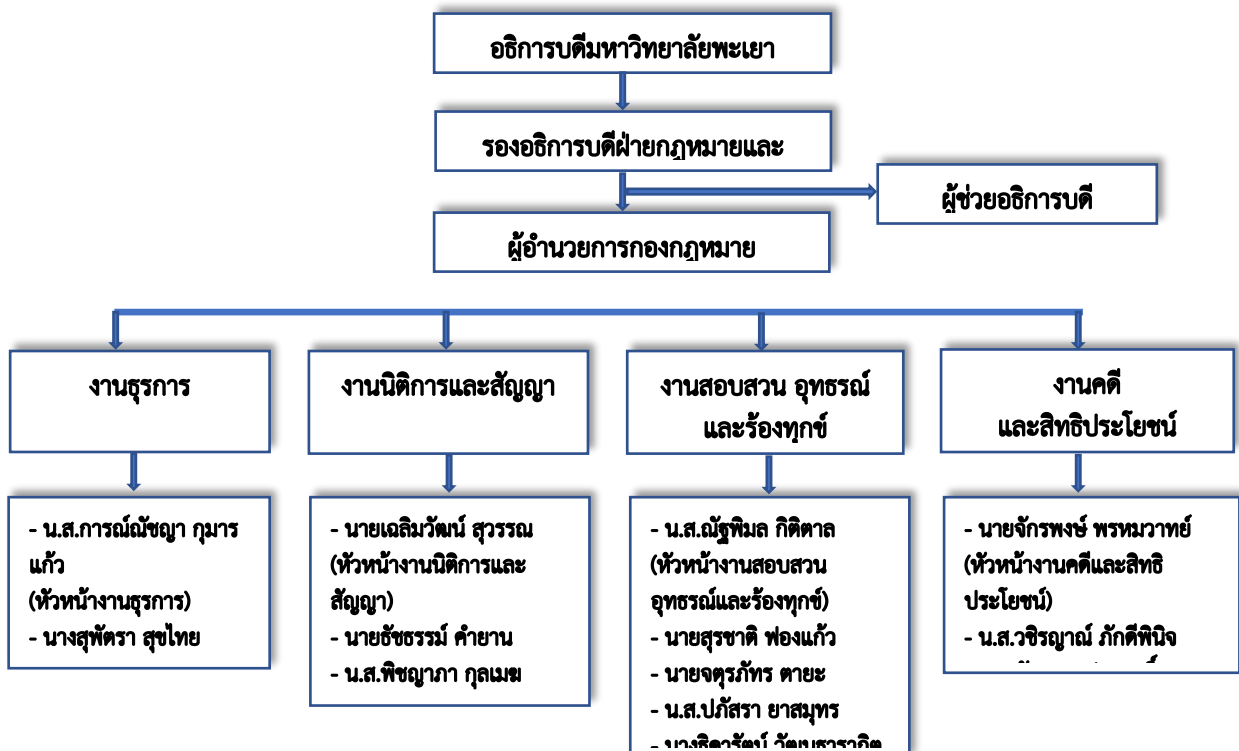 อธิการบดีมหาวิทยาลัยพะเยา
รองอธิการบดีฝ่ายกฎหมายและ
ผู้ช่วยอธิการบดี
ผู้อำนวยการกองกฎหมาย
งานธุรการ
- น.ส.การณ์ณัชญา กุมาร
แก้ว
(หัวหน้างานธุรการ)
- นางสุพัตรา สุขไทย
งานนิติการและสัญญา
- นายเฉลิมวัฒน์ สุวรรณ
(หัวหน้างานนิติการและ
สัญญา)
- นายธัชธรรม์ คำยาน
- น.ส.พิชญาภา กุลเมฆ
งานสอบสวน อุทธรณ์
และร้องทุกข์
- น.ส.ณัฐพิมล กิติตาล
(หัวหน้างานสอบสวน
อุทธรณ์และร้องทุกข์)
- นายสุรชาติ ฟองแก้ว
- นายจตุรภัทร ตายะ
- น.ส.ปภัสรา ยาสมุทร
งานคดี
และสิทธิประโยชน์
- นายจักรพงษ์ พรหมวาทย์
(หัวหน้างานคดีและสิทธิ
ประโยชน์)
- น.ส.วชิรญาณ์ ภักดีพินิจ